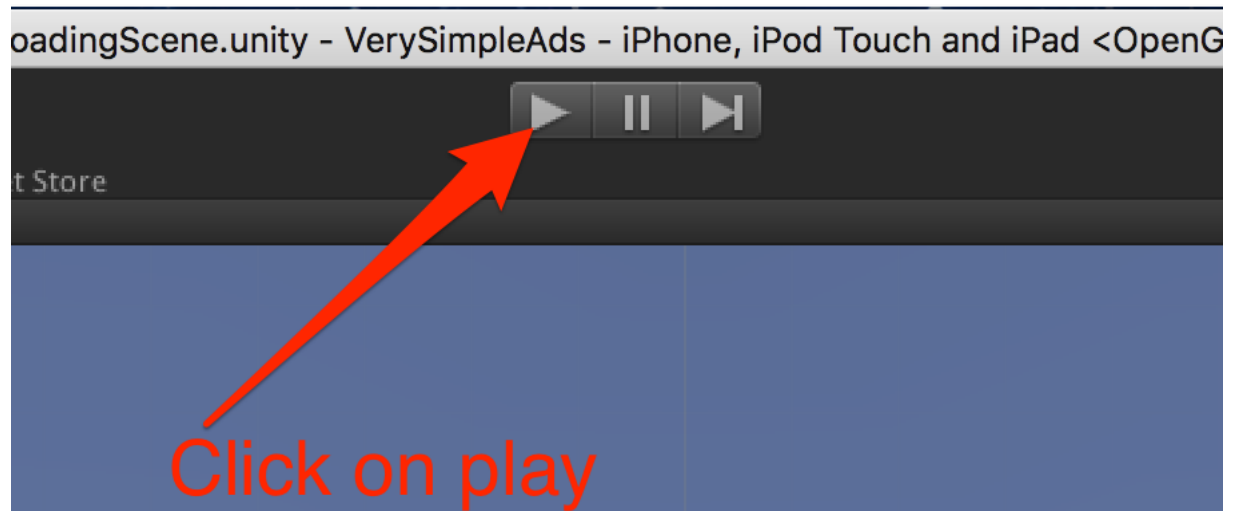 oadingScene.unity - VerySimpleAds - iPhone, iPod Touch and iPad <OpenG
t Store
Click on play